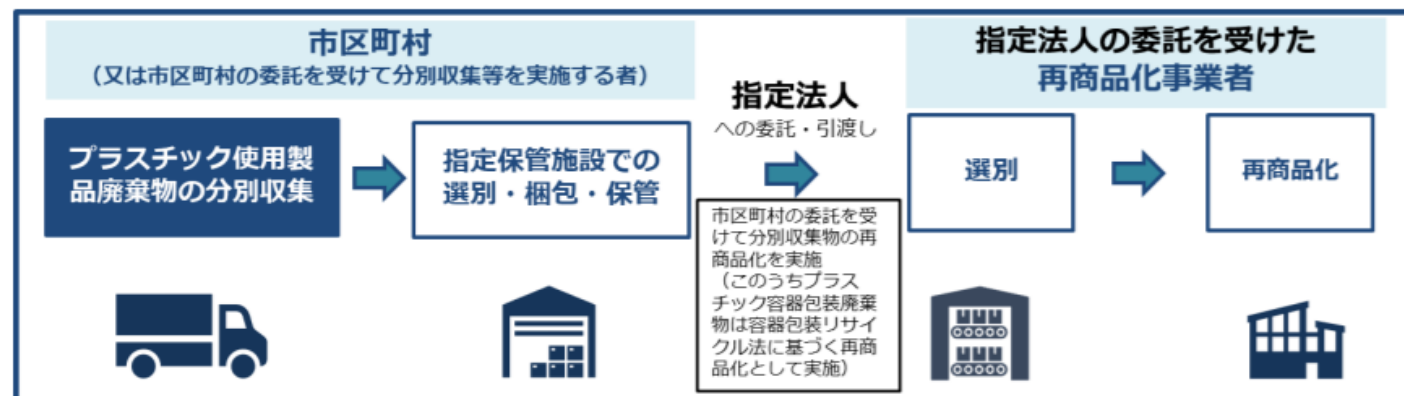 市区町村
（又は市区町村の委託を受けて分別収集等を実施する者）
プラスチック使用製
品廃棄物の分別収集
指定保管施設での
選別・梱包・保管
指定法人
への委託・引渡し
市区町村の委託を受
けて分別収集物の再
商品化を実施
（このうちプラス
チック容器包装廃棄
物は容器包装リサイ
クル法に基づく再商
品化として実施）
指定法人の委託を受けた
再商品化事業者
選別
再商品化